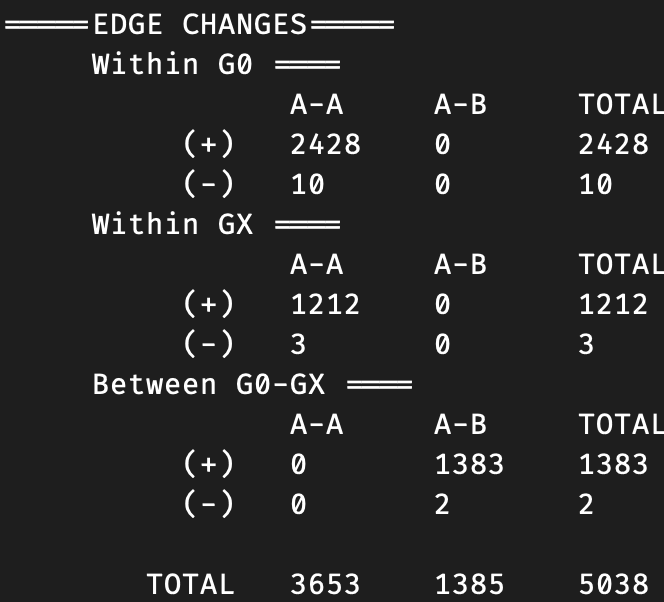 ═════EDGE CHANGES═════
Within G0 ════
A-A A-B TOTAL
(+) 2428 0 2428
(-) 10 0 10
Within GX ════
A-A A-B TOTAL
(+) 1212 0 1212
(-) 3 0 3
Between G0-GX ════
A-A A-B TOTAL
(+) 0 1383 1383
(-) 0 2 2
TOTAL 3653 1385 5038